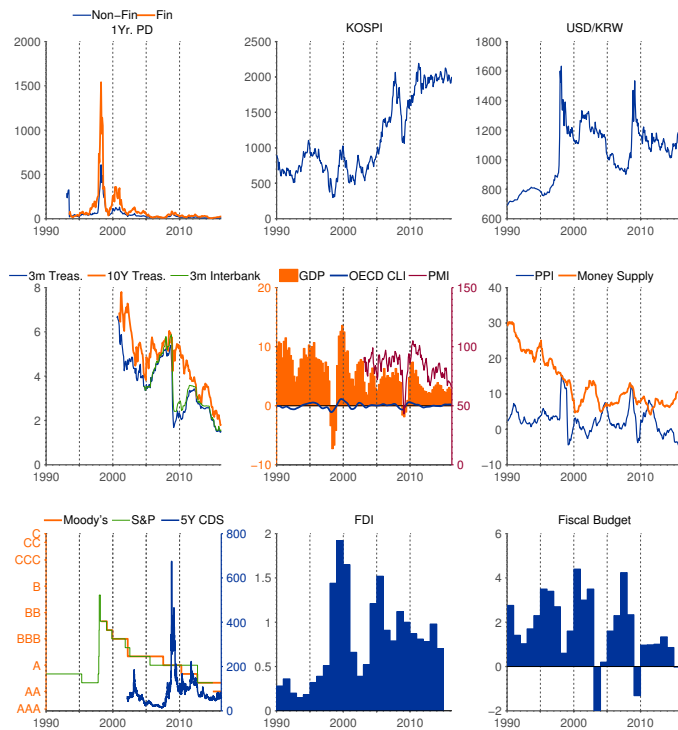 Non−Fin Fin
1Yr. PD KOSPI USD/KRW
2000 2500 1800
2000 1600
1500
1500 1400
1000
1000 1200
500 500 1000 800
0 0 600
1990 2000 2010 1990 2000 2010 1990 2000 2010
3m Treas. 10Y Treas. 3m Interbank GDP OECD CLI PMI PPI Money Supply
8 20 150 40
6 30
10 100 20
4
10
2 0 50
0
0 −10 0 −10
1990 2000 2010 1990 2000 2010 1990 2000 2010
Moody's S&P 5Y CDS FDI Fiscal Budget
C 800 2 6
CC
CCC 600 1.5 4
B
BB 400 1 2
BBB
A 200 0.5 0
AA
AAA 0 0 −2
1990 2000 2010 1990 2000 2010 1990 2000 2010